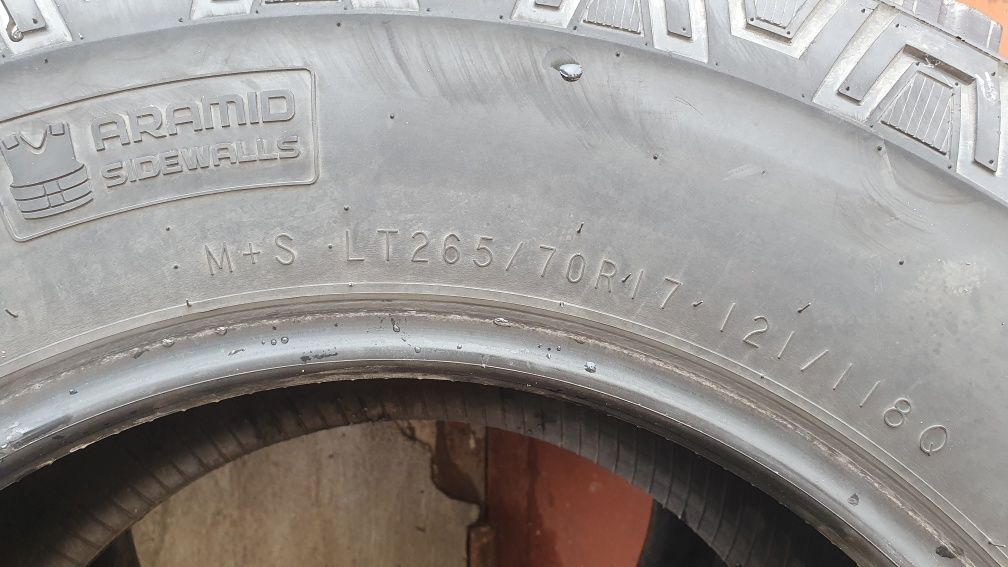 ARAMID
SIDEWALLS
M+S LT265/70R17 121/118Q